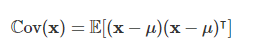 ℂov(𝐱) = 𝔼[(𝐱 − μ)(𝐱 − μ)ᵀ]